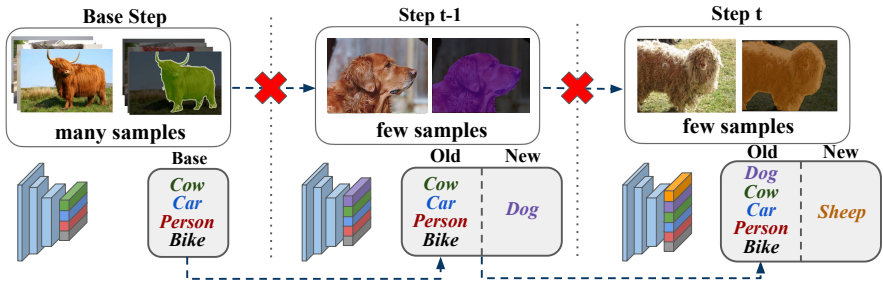 Base Step
many samples
Base
Cow
Car
Person
Bike
Step t-1
few samples
Old
New
Cow
Car
Person
Bike
Dog
Step t
few samples
Old
New
Dog
Cow
Car
Person
Bike
Sheep